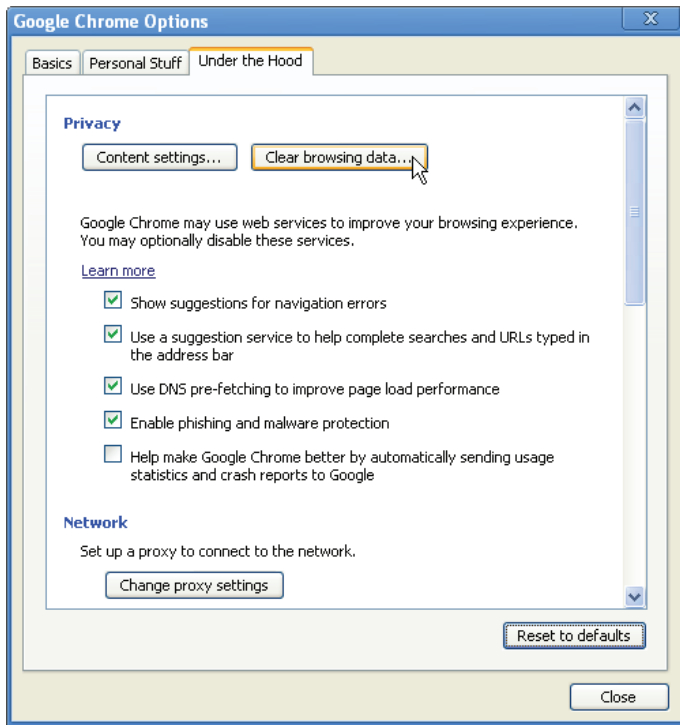 Google Chrome Options
Basics
Personal Stuff
Under the Hood
Privacy
Content settings...
Clear browsing data...
Google Chrome may use web services to improve your browsing experience.
You may optionally disable these services.
Learn more
Show suggestions for navigation errors
Use a suggestion service to help complete searches and URLs typed in
the address bar
Use DNS pre-fetching to improve page load performance
Enable phishing and malware protection
Help make Google Chrome better by automatically sending usage
statistics and crash reports to Google
Network
Set up a proxy to connect to the network.
Change proxy settings
Reset to defaults
Close